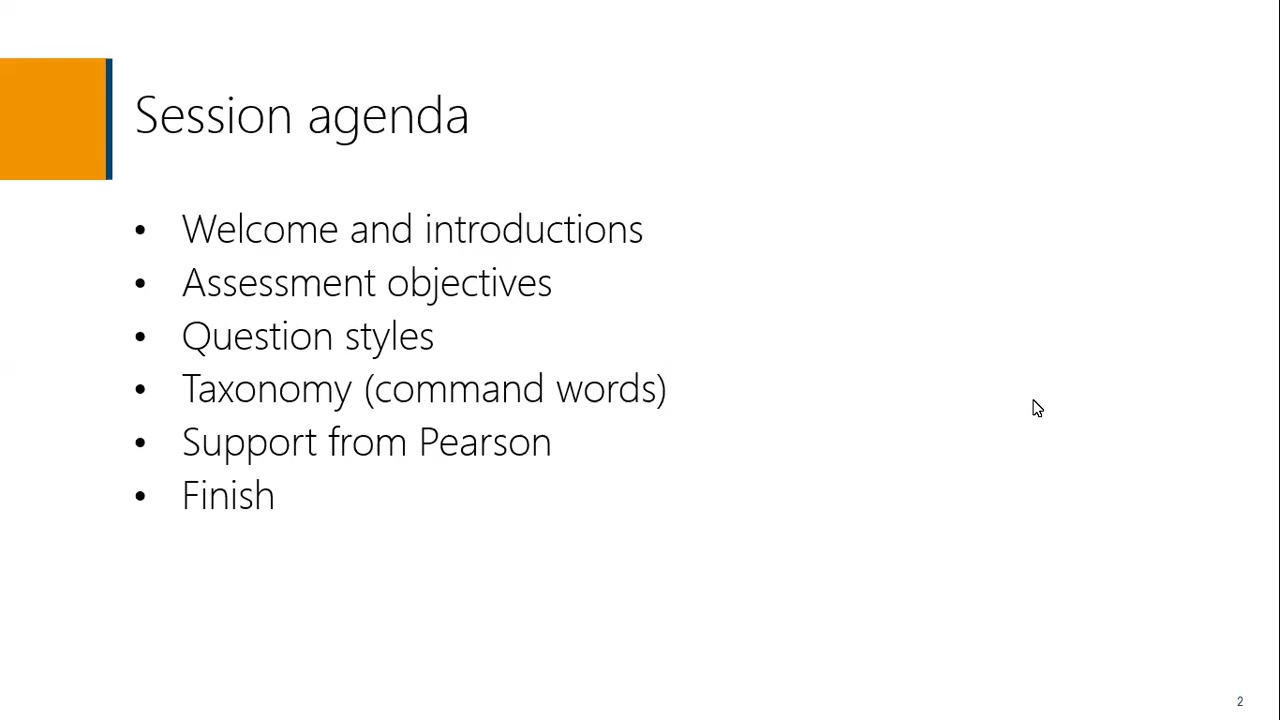 Session agenda
• Welcome and introductions
• Assessment objectives
• Question styles
• Taxonomy (command words)
• Support from Pearson
• Finish
2